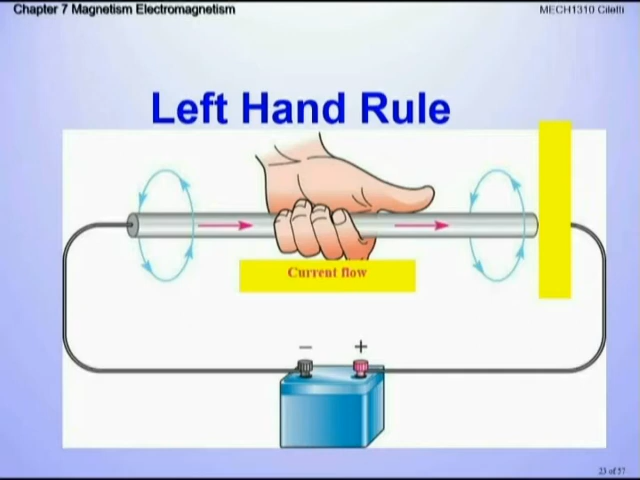 Chapter 7 Magnetism Electromagnetism
MECH1310 Ciletti
Left Hand Rule
Current flow
− +
23 of 57